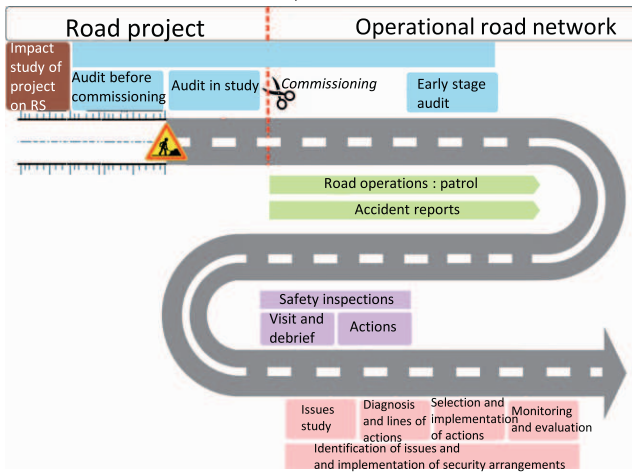 Road project
Operational road network
Impact
study of
project
on RS
Audit before
commissioning
Audit in study
Commissioning
Early stage
audit
Road operations : patrol
Accident reports
Safety inspections
Visit and
debrief
Actions
Issues
study
Diagnosis
and lines of
actions
Selection and
implementation
of actions
Monitoring
and evaluation
Identification of issues and
and implementation of security arrangements